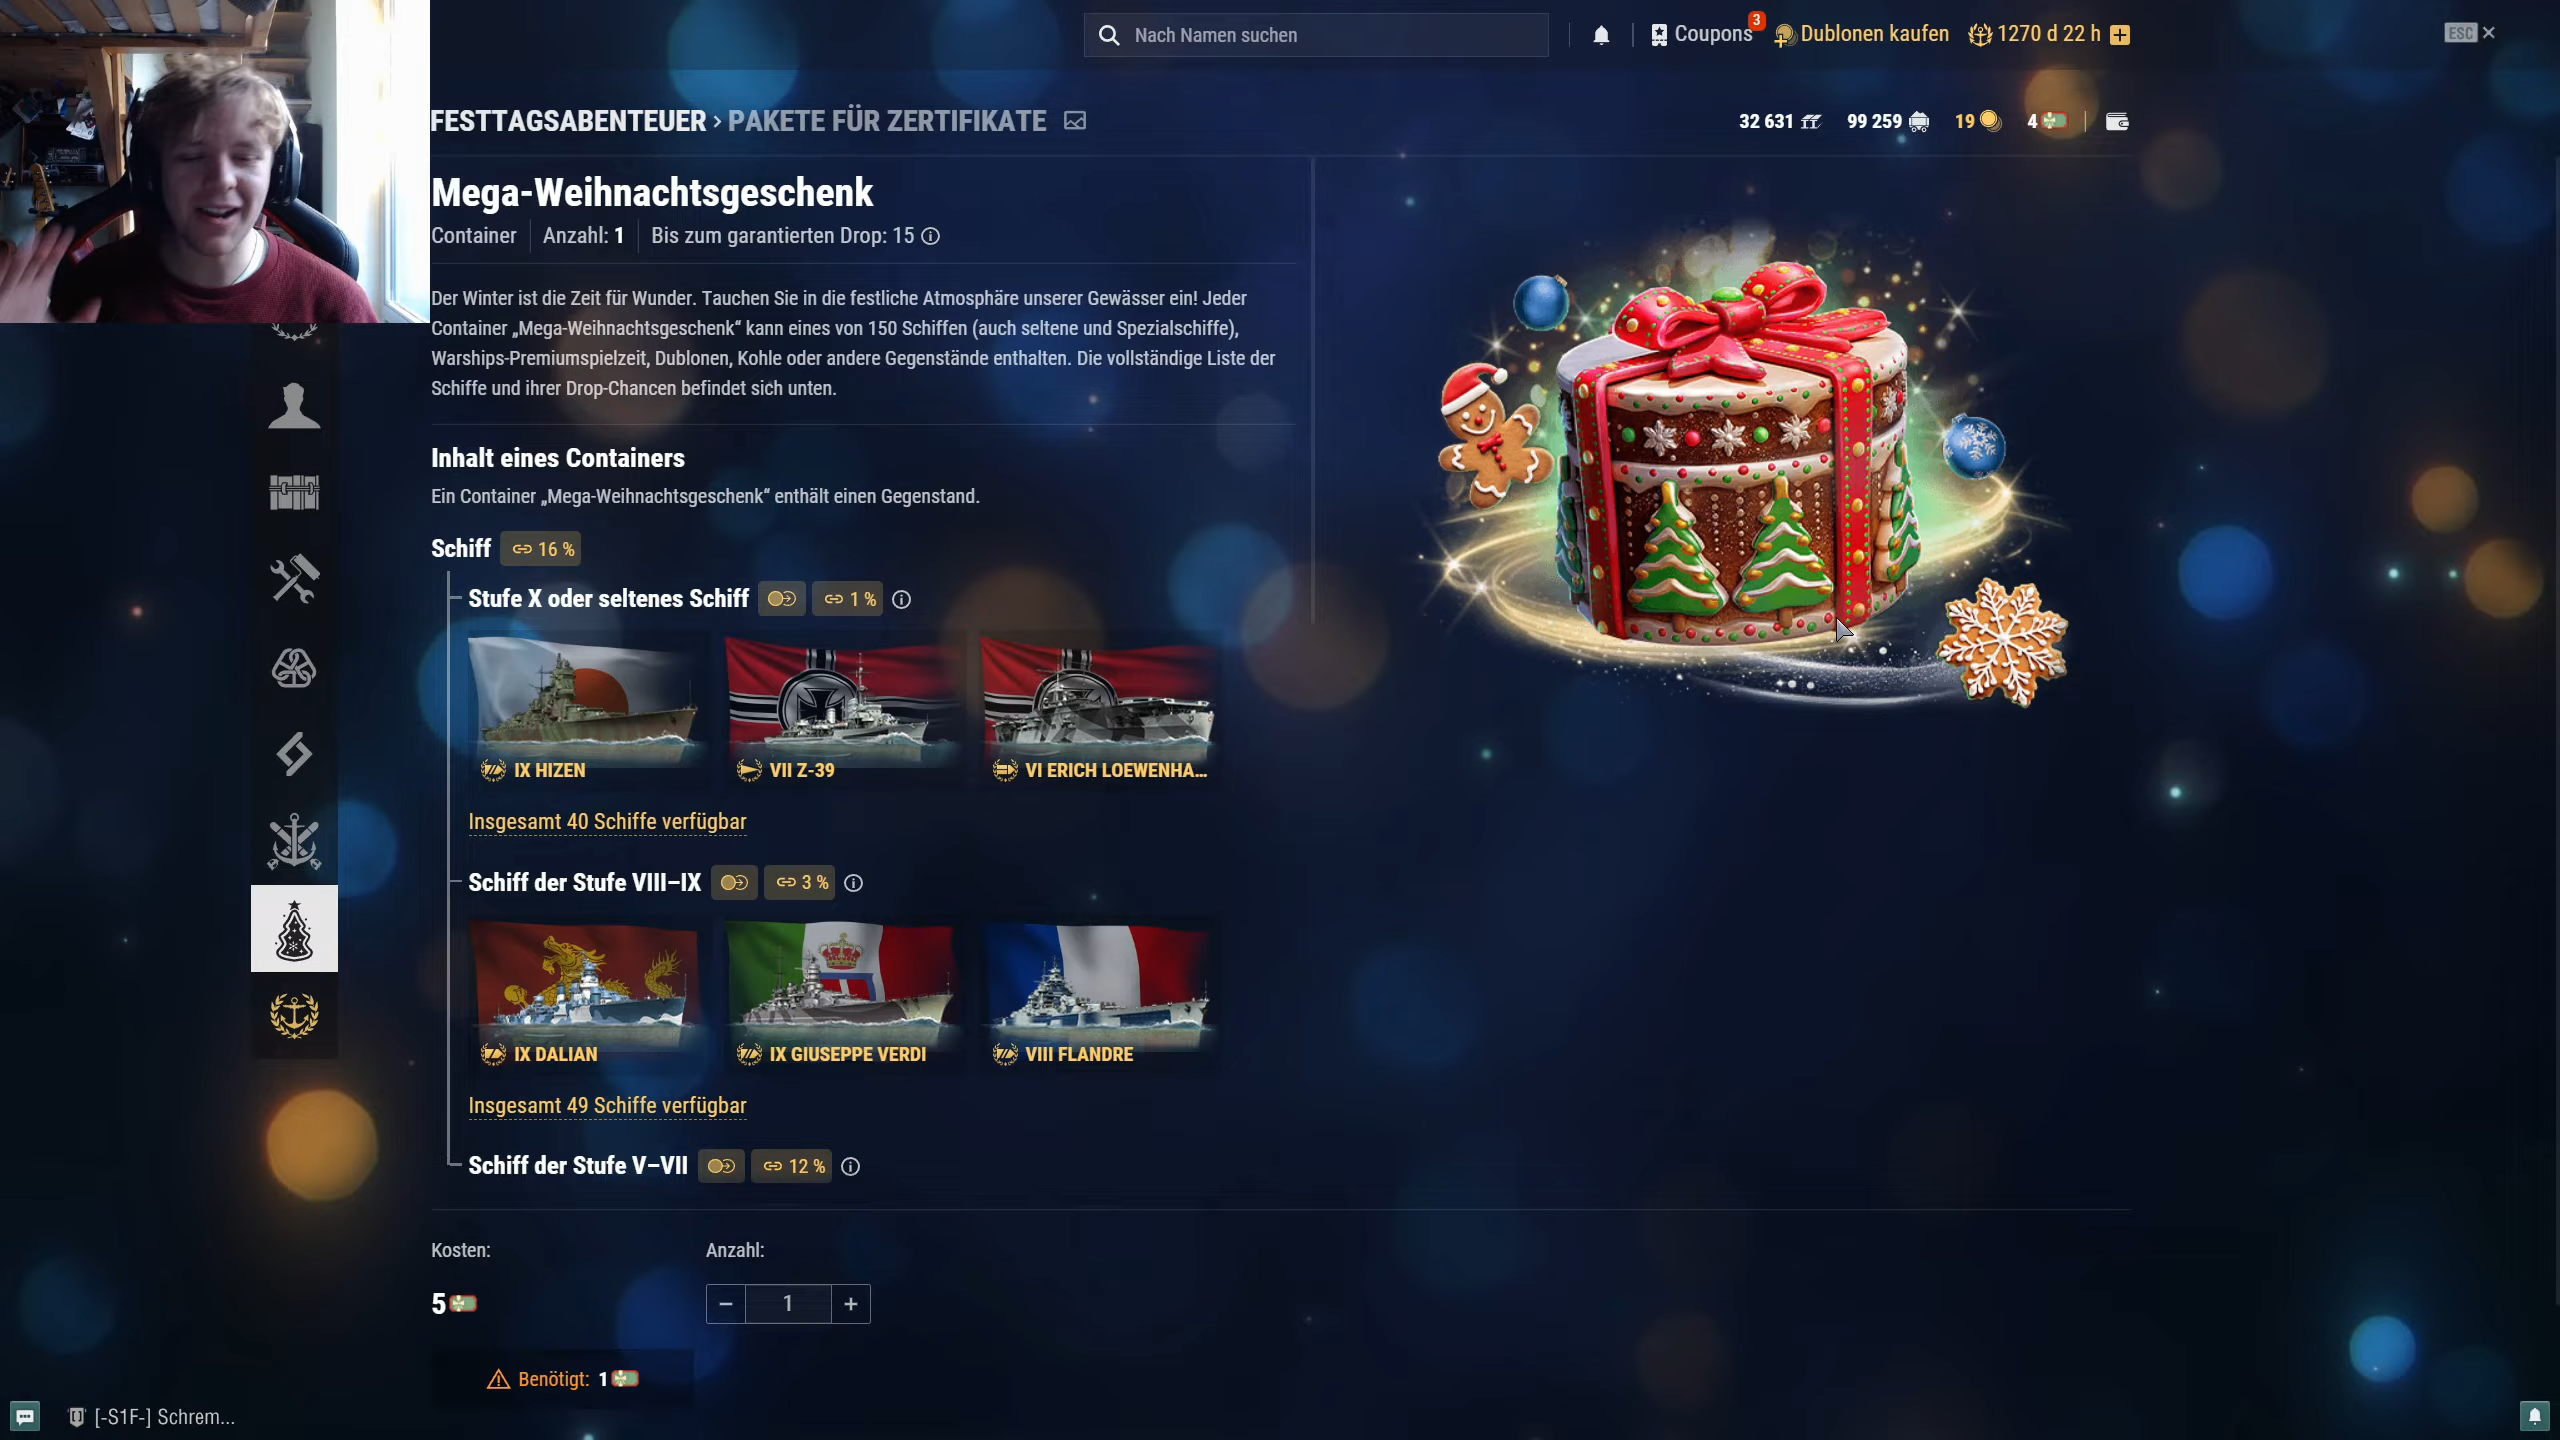 Nach Namen suchen
Coupons 3
Dublonen kaufen
1270 d 22 h
ESC
FESTTAGSABENTEUER › PAKETE FÜR ZERTIFIKATE
32 631
99 259
19
4
Mega-Weihnachtsgeschenk
Container
Anzahl: 1
Bis zum garantierten Drop: 15
Der Winter ist die Zeit für Wunder. Tauchen Sie in die festliche Atmosphäre unserer Gewässer ein! Jeder
Container „Mega-Weihnachtsgeschenk“ kann eines von 150 Schiffen (auch seltene und Spezialschiffe),
Warships-Premiumspielzeit, Dublonen, Kohle oder andere Gegenstände enthalten. Die vollständige Liste der
Schiffe und ihrer Drop-Chancen befindet sich unten.
Inhalt eines Containers
Ein Container „Mega-Weihnachtsgeschenk“ enthält einen Gegenstand.
Schiff 16 %
Stufe X oder seltenes Schiff 1 %
IX HIZEN
VII Z-39
VI ERICH LOEWENHA...
Insgesamt 40 Schiffe verfügbar
Schiff der Stufe VIII–IX 3 %
IX DALIAN
IX GIUSEPPE VERDI
VIII FLANDRE
Insgesamt 49 Schiffe verfügbar
Schiff der Stufe V–VII 12 %
Kosten:
Anzahl:
5
− 1 +
Benötigt: 1
[-S1F-] Schrem...